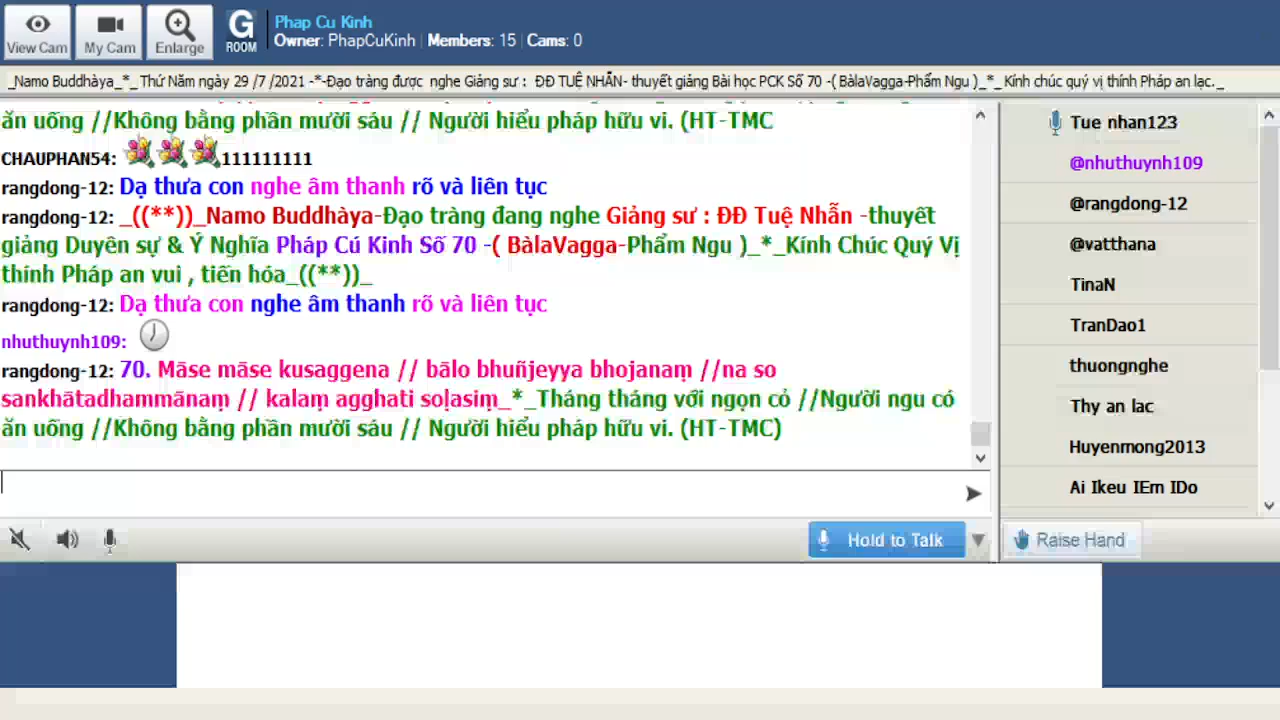 View Cam
My Cam
Enlarge
G
ROOM
Phap Cu Kinh
Owner: PhapCuKinh | Members: 15 | Cams: 0
_Namo Buddhàya_*_ Thứ Năm ngày 29 /7 /2021 -*-Đạo tràng được nghe Giảng sư : ĐĐ TUỆ NHẪN- thuyết giảng Bài học PCK Số 70 -( BàlaVagga-Phẩm Ngu )_*_ Kính chúc quý vị thính Pháp an lạc._
ăn uống //Không bằng phần mười sáu // Người hiểu pháp hữu vi. (HT-TMC
CHAUPHAN54: 111111111
rangdong-12: Dạ thưa con nghe âm thanh rõ và liên tục
rangdong-12: _((**))_Namo Buddhàya-Đạo tràng đang nghe Giảng sư : ĐĐ Tuệ Nhẫn -thuyết
giảng Duyên sự & Ý Nghĩa Pháp Cú Kinh Số 70 -( BàlaVagga-Phẩm Ngu )_*_Kính Chúc Quý Vị
thính Pháp an vui , tiến hóa_((**))_
rangdong-12: Dạ thưa con nghe âm thanh rõ và liên tục
nhuthuynh109:
rangdong-12: 70. Māse māse kusaggena // bālo bhuñjeyya bhojanaṃ //na so
sankhātadhammānaṃ // kalaṃ agghati soḷasiṃ_*_Tháng tháng với ngọn cỏ //Người ngu có
ăn uống //Không bằng phần mười sáu // Người hiểu pháp hữu vi. (HT-TMC)
Tue nhan123
@nhuthuynh109
@rangdong-12
@vatthana
TinaN
TranDao1
thuongnghe
Thy an lac
Huyenmong2013
Ai Ikeu IEm IDo
Hold to Talk
Raise Hand